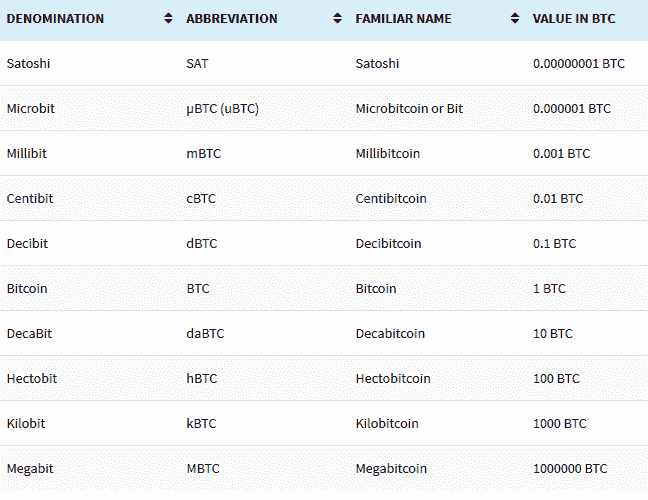 DENOMINATION ABBREVIATION FAMILIAR NAME VALUE IN BTC
Satoshi SAT Satoshi 0.00000001 BTC
Microbit µBTC (uBTC) Microbitcoin or Bit 0.000001 BTC
Millibit mBTC Millibitcoin 0.001 BTC
Centibit cBTC Centibitcoin 0.01 BTC
Decibit dBTC Decibitcoin 0.1 BTC
Bitcoin BTC Bitcoin 1 BTC
DecaBit daBTC Decabitcoin 10 BTC
Hectobit hBTC Hectobitcoin 100 BTC
Kilobit kBTC Kilobitcoin 1000 BTC
Megabit MBTC Megabitcoin 1000000 BTC